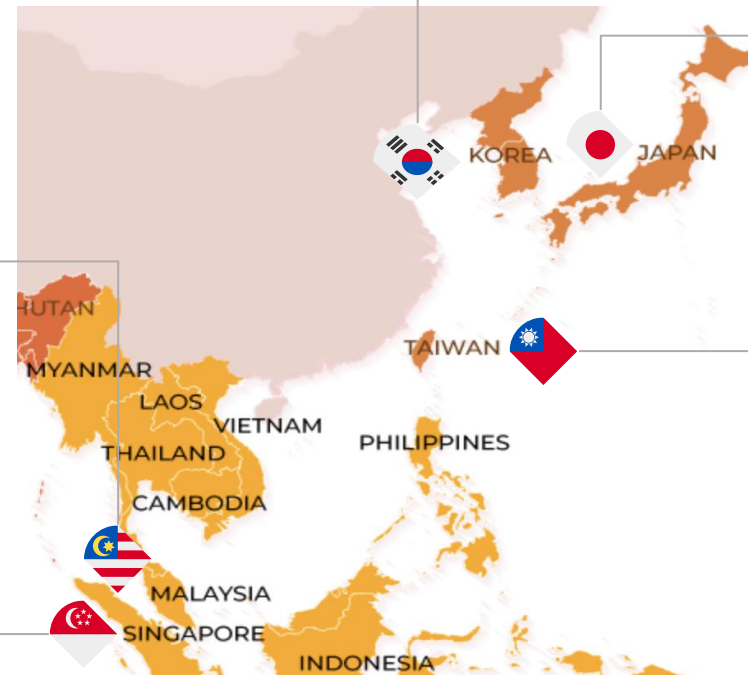 KOREA
JAPAN
HUTAN
TAIWAN
MYANMAR
LAOS
VIETNAM
PHILIPPINES
THAILAND
CAMBODIA
MALAYSIA
SINGAPORE
INDONESIA